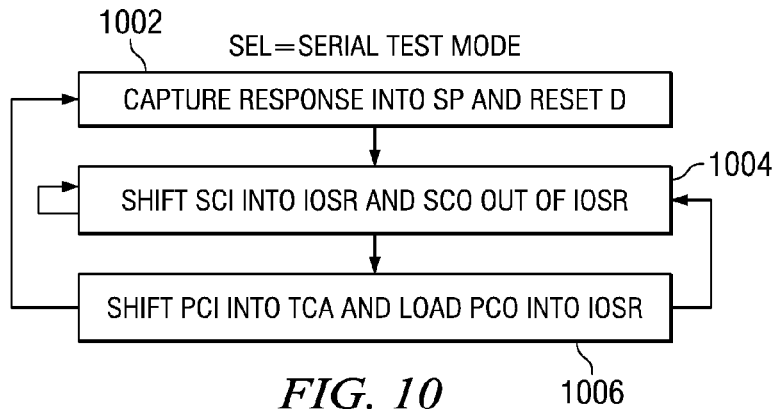 1002
SEL=SERIAL TEST MODE
CAPTURE RESPONSE INTO SP AND RESET D
1004
SHIFT SCI INTO IOSR AND SCO OUT OF IOSR
SHIFT PCI INTO TCA AND LOAD PCO INTO IOSR
1006
FIG. 10